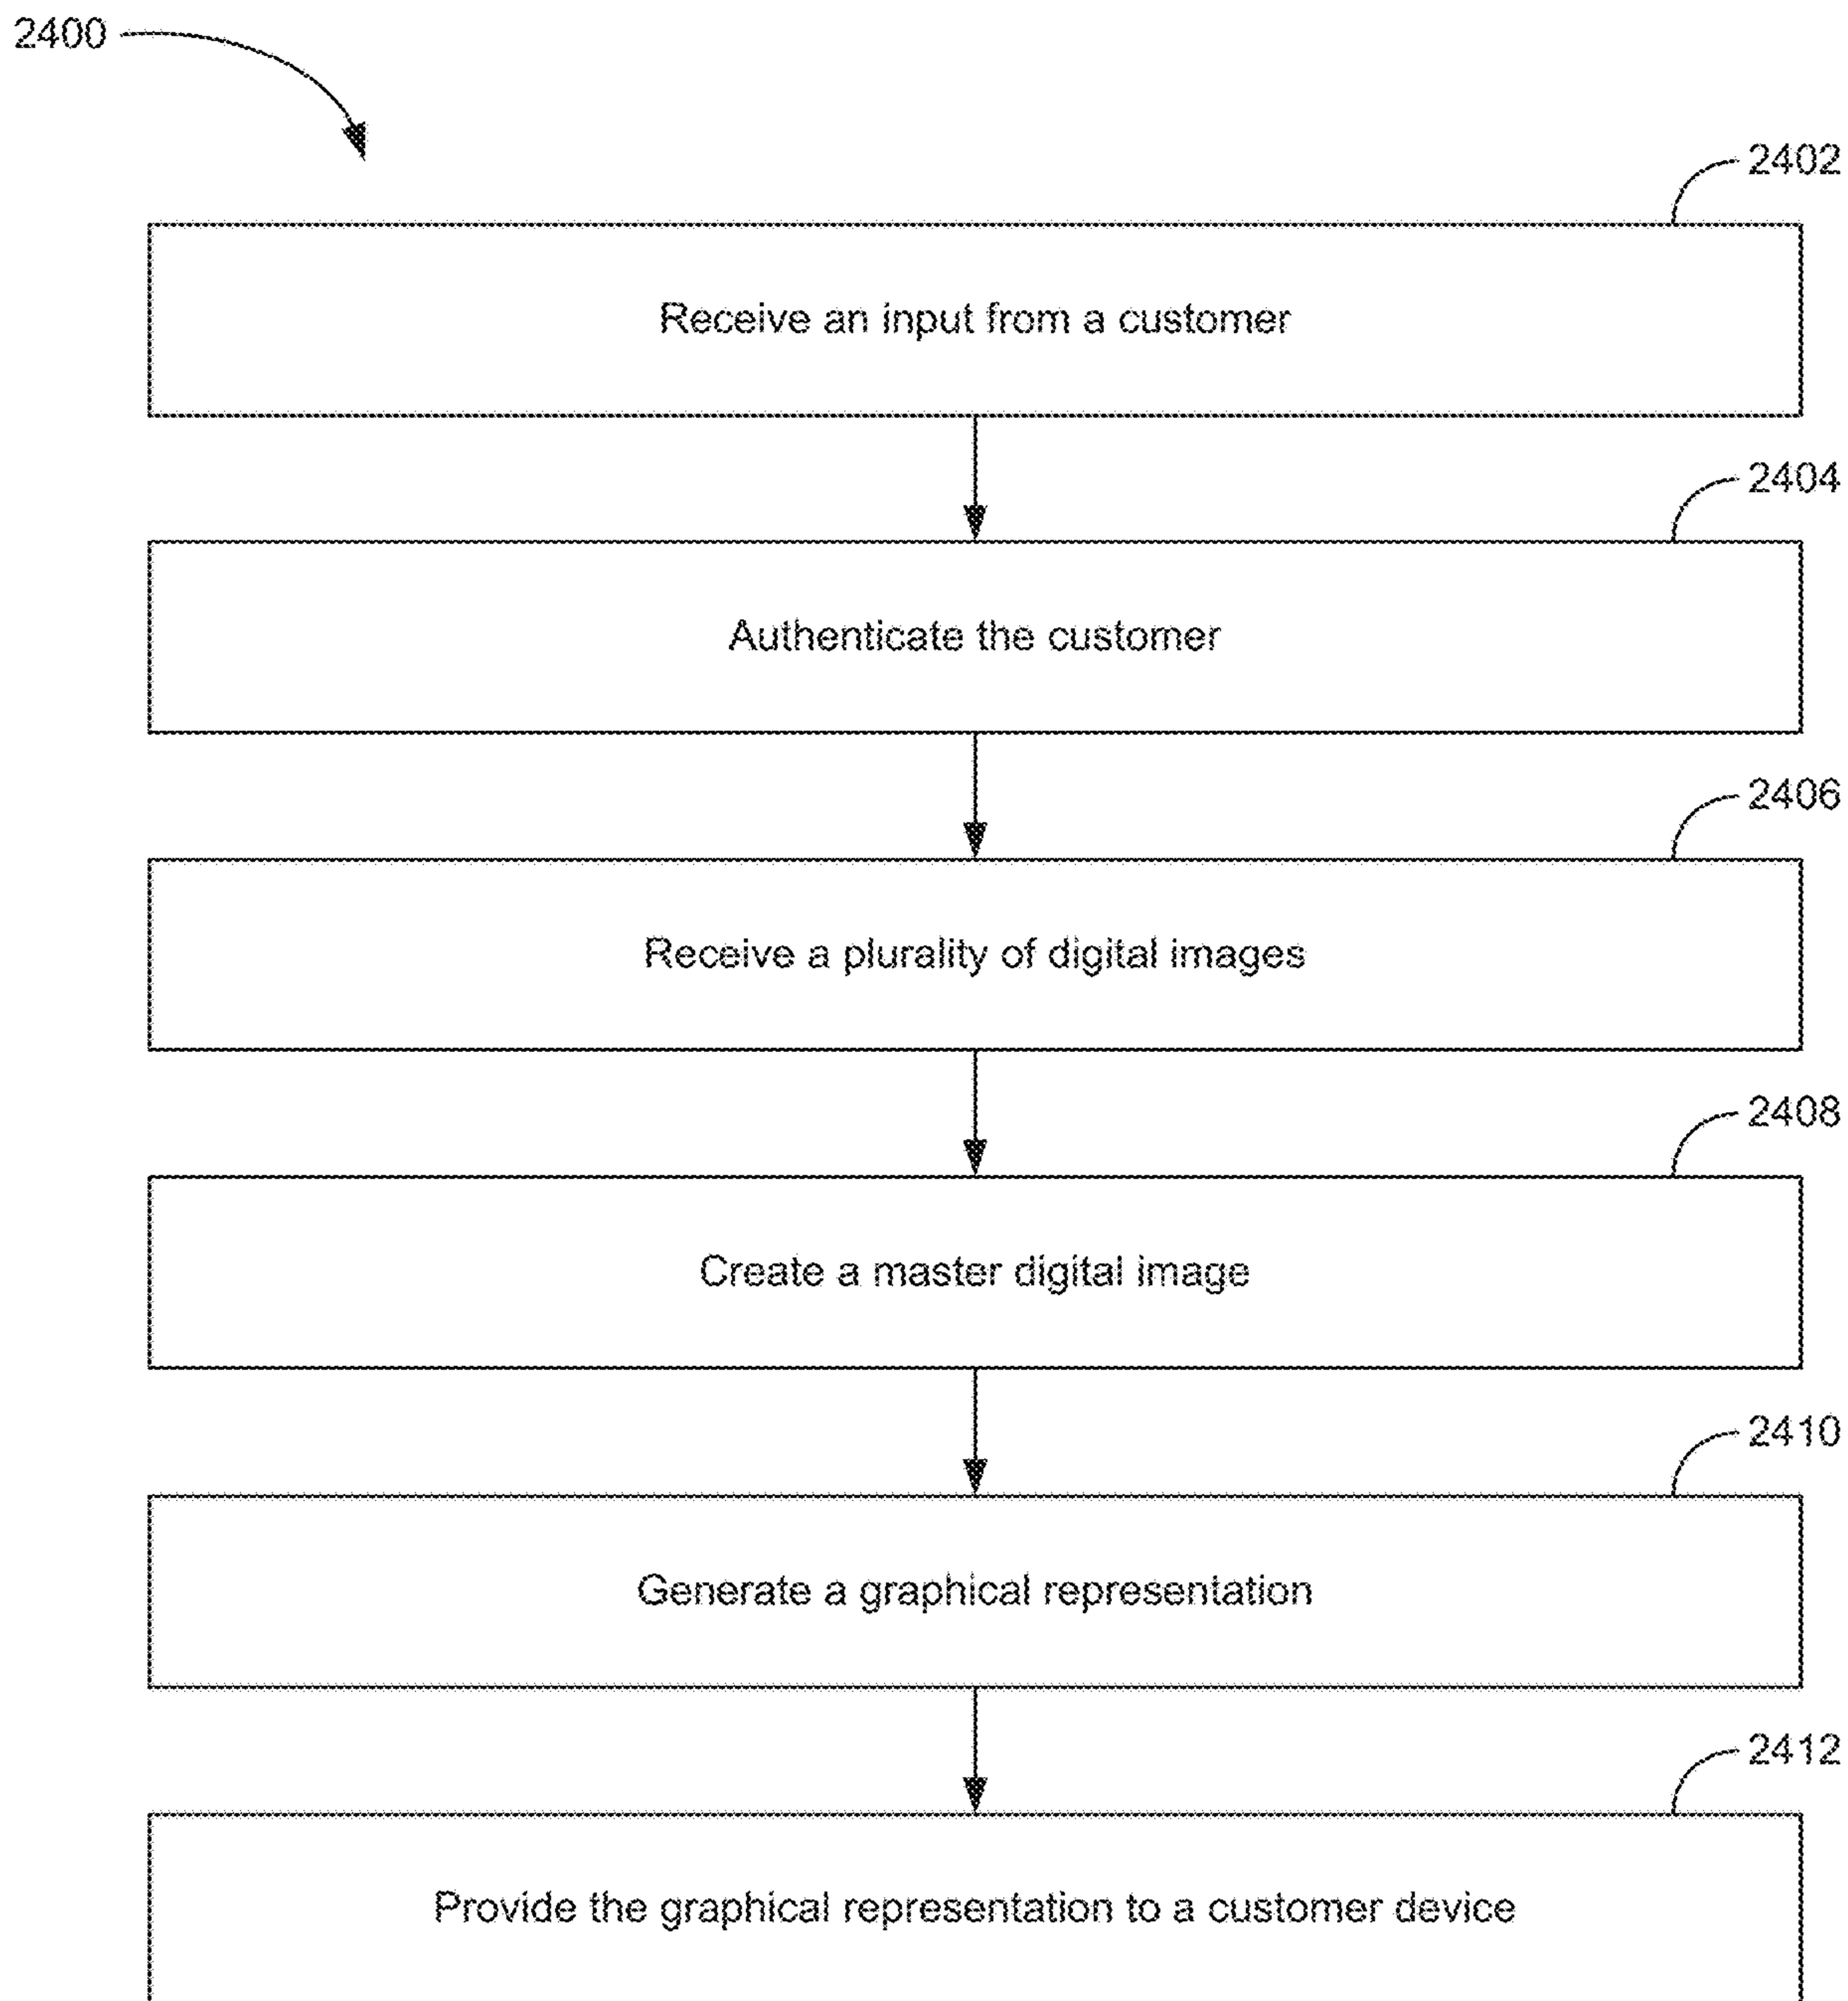 2400
2402
Receive an input from a customer
2404
Authenticate the customer
2406
Receive a plurality of digital images
2408
Create a master digital image
2410
Generate a graphical representation
2412
Provide the graphical representation to a customer device